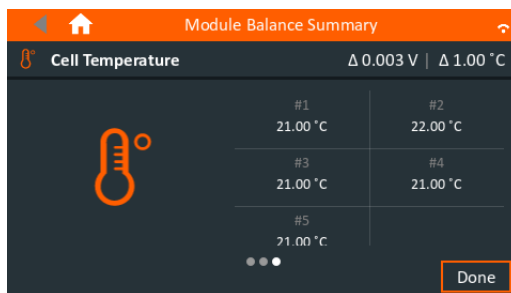 Module Balance Summary
Cell Temperature
Δ 0.003 V | Δ 1.00 °C
#1
#2
21.00 °C
22.00 °C
#3
#4
21.00 °C
21.00 °C
#5
21.00 °C
Done